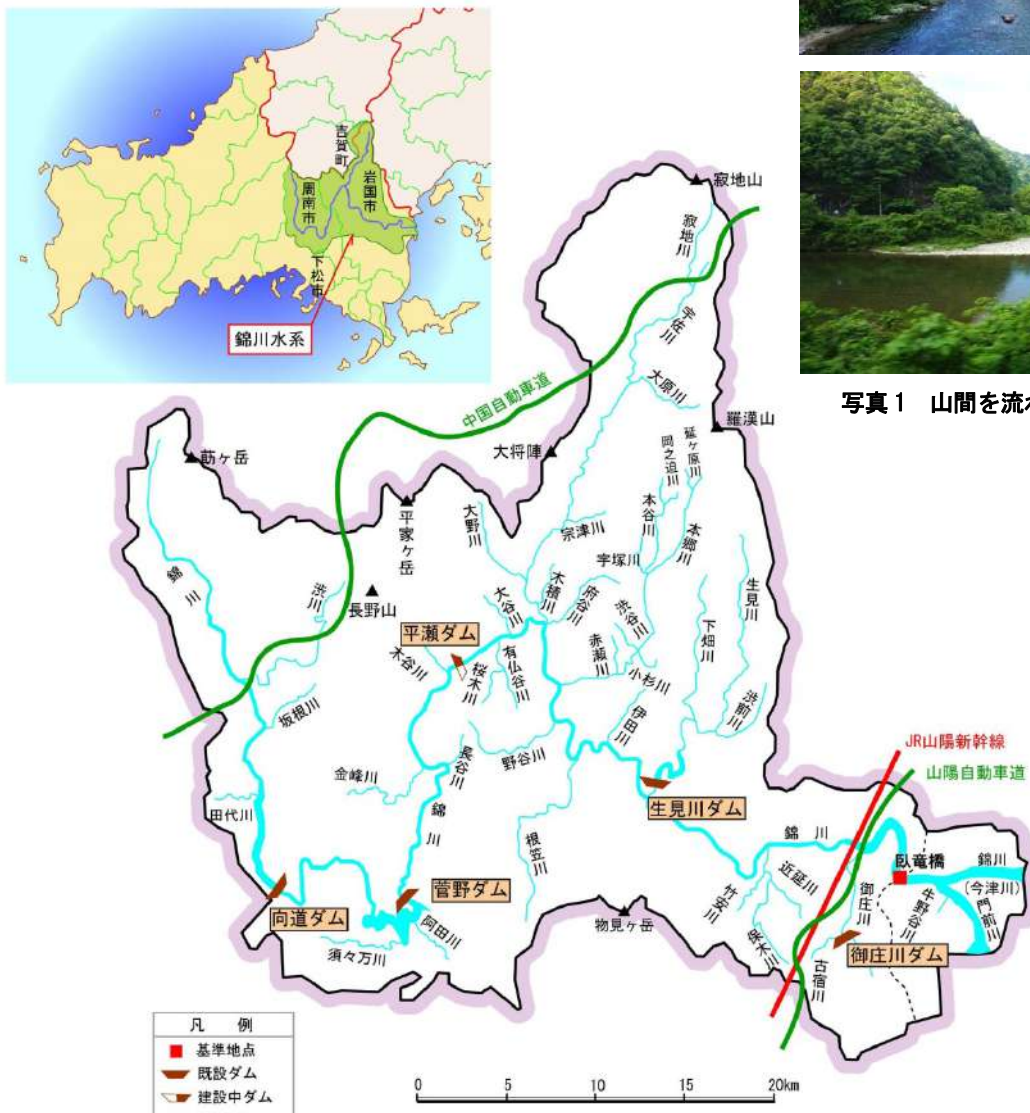 吉賀町
岩国市
周南市
下松市
錦川水系
写真1 山間を流れ
寂地山
寂地川
宇佐川
中国自動車道
大原川
羅漢山
莇ヶ岳
大将陣
延ヶ原川
岡之迫川
平家ヶ岳
大野川
宗津川
本谷川
本郷川
宇塚川
生見川
錦川
渋川
長野山
木積川
府谷川
渋谷川
大谷川
赤瀬川
下畑川
平瀬ダム
木谷川
桜木川
有仏谷川
小杉川
渋前川
坂根川
伊田川
長谷川
野谷川
JR山陽新幹線
山陽自動車道
金峰川
田代川
錦川
生見川ダム
根笠川
錦川
臥竜橋
錦川
(今津川)
近延川
御庄川
牛野谷川
門前川
竹安川
保木川
向道ダム
菅野ダム
阿田川
須々万川
物見ヶ岳
御庄川ダム
古宿川
凡 例
基準地点
既設ダム
建設中ダム
0 5 10 15 20km